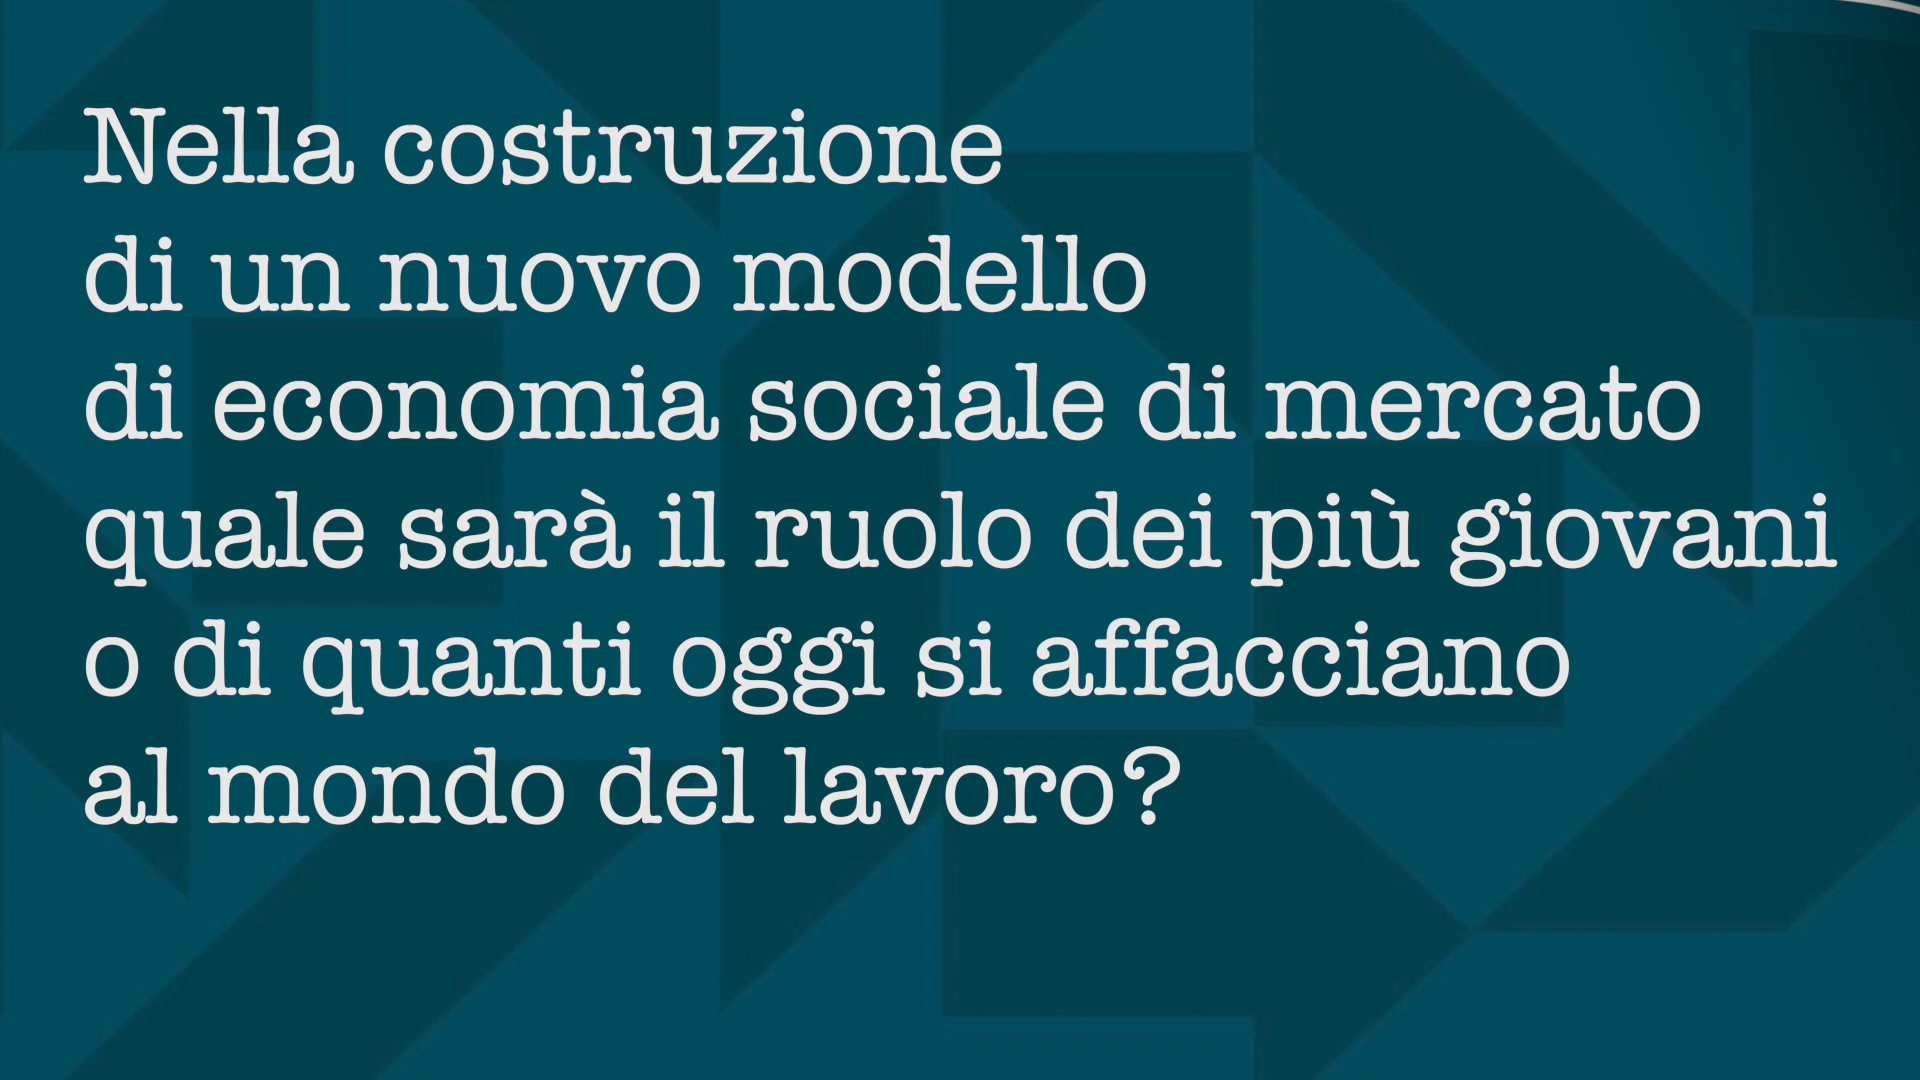 Nella costruzione
di un nuovo modello
di economia sociale di mercato
quale sarà il ruolo dei più giovani
o di quanti oggi si affacciano
al mondo del lavoro?